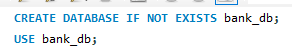 CREATE DATABASE IF NOT EXISTS bank_db;
USE bank_db;